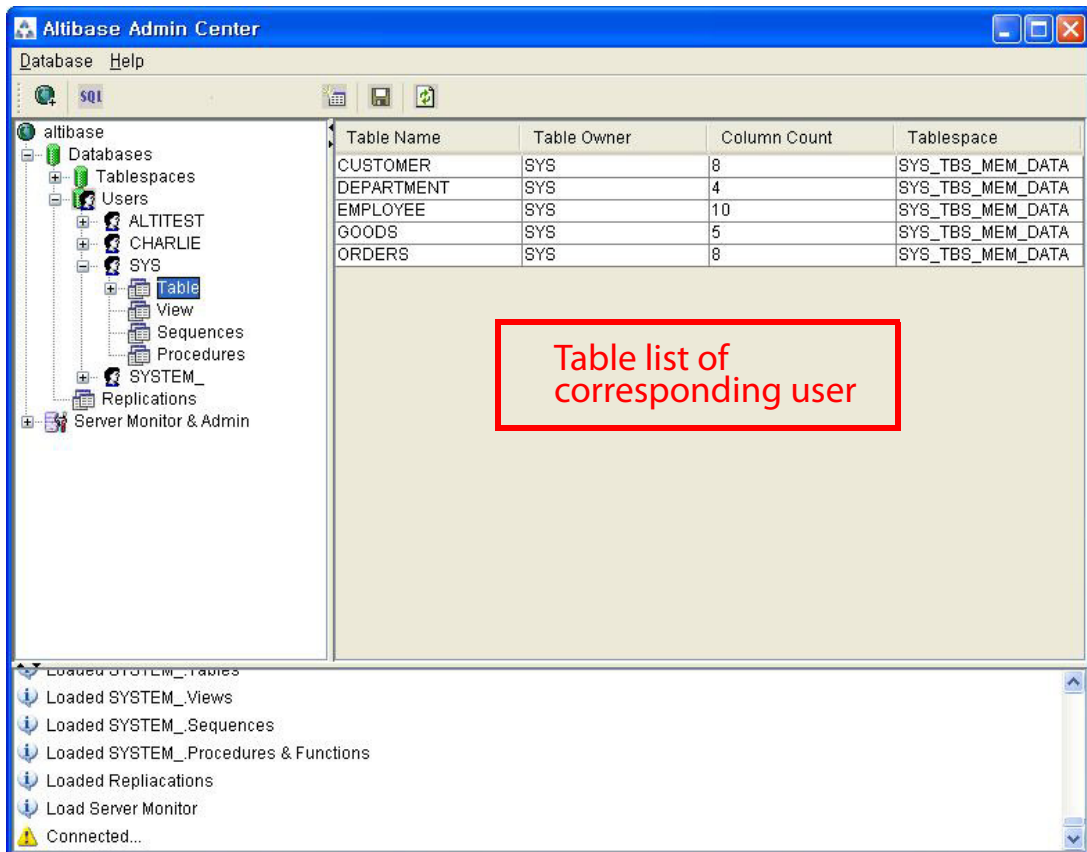 Altibase Admin Center
Database Help
SQL
altibase
Databases
Tablespaces
Users
ALTITEST
CHARLIE
SYS
Table
View
Sequences
Procedures
SYSTEM_
Replications
Server Monitor & Admin
Table Name Table Owner Column Count Tablespace
CUSTOMER SYS 8 SYS_TBS_MEM_DATA
DEPARTMENT SYS 4 SYS_TBS_MEM_DATA
EMPLOYEE SYS 10 SYS_TBS_MEM_DATA
GOODS SYS 5 SYS_TBS_MEM_DATA
ORDERS SYS 8 SYS_TBS_MEM_DATA
Table list of
corresponding user
Loaded SYSTEM_.Tables
Loaded SYSTEM_.Views
Loaded SYSTEM_.Sequences
Loaded SYSTEM_.Procedures & Functions
Loaded Repliacations
Load Server Monitor
Connected...